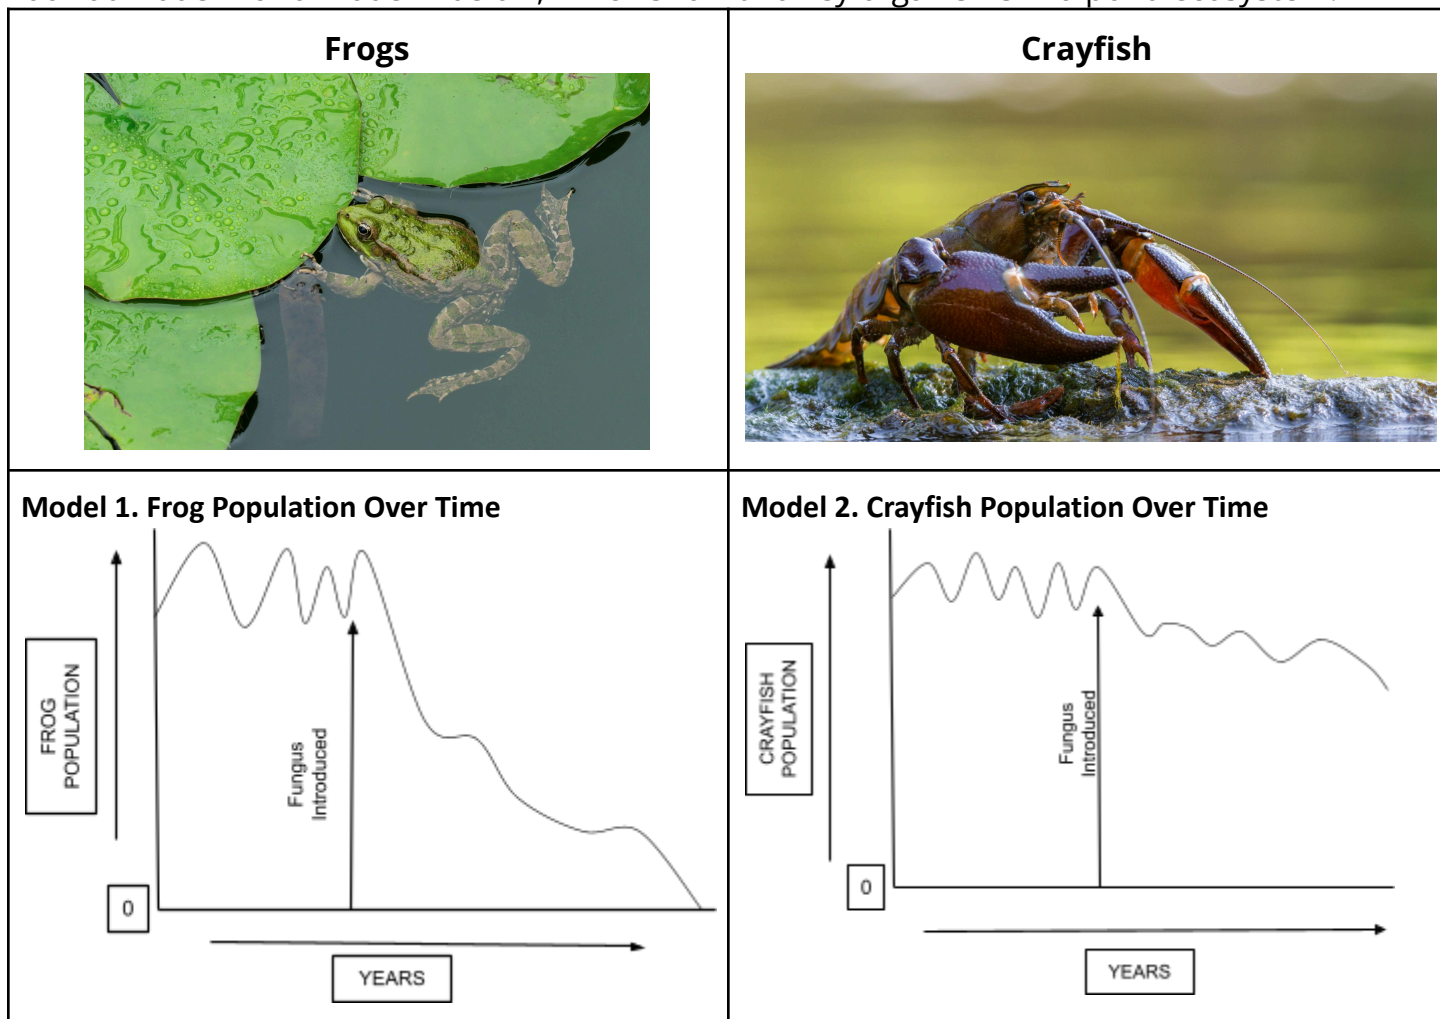 Frogs
Crayfish
Model 1. Frog Population Over Time
FROG
POPULATION
Fungus
Introduced
0
YEARS
Model 2. Crayfish Population Over Time
CRAYFISH
POPULATION
Fungus
Introduced
0
YEARS